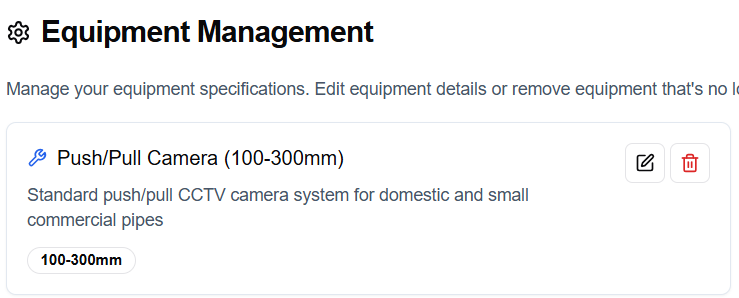 Equipment Management
Manage your equipment specifications. Edit equipment details or remove equipment that's no
Push/Pull Camera (100-300mm)
Standard push/pull CCTV camera system for domestic and small
commercial pipes
100-300mm